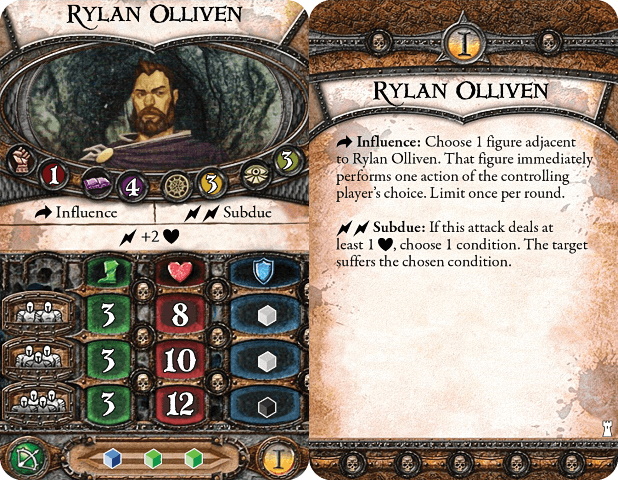 RYLAN OLLIVEN
1
4
3
3
Influence
Subdue
+2
3 8
3 10
3 12
I
I
RYLAN OLLIVEN
Influence: Choose 1 figure adjacent
to Rylan Olliven. That figure immediately
performs one action of the controlling
player's choice. Limit once per round.
Subdue: If this attack deals at
least 1 , choose 1 condition. The target
suffers the chosen condition.